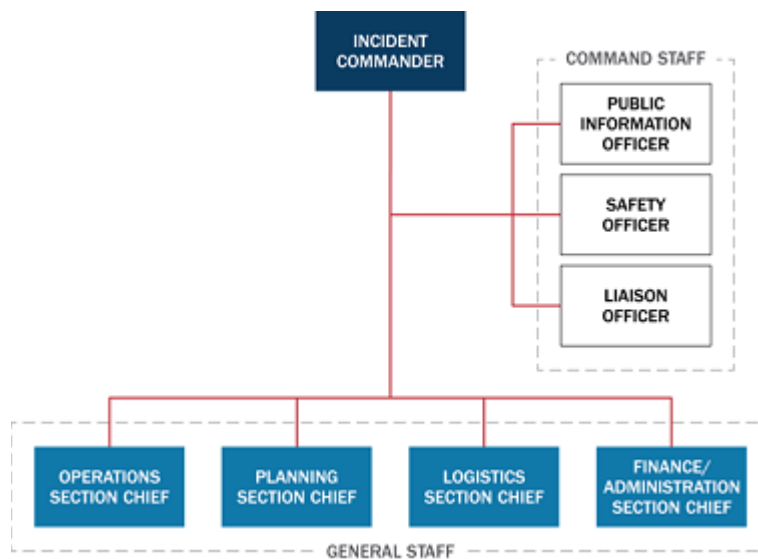 INCIDENT
COMMANDER
COMMAND STAFF
PUBLIC
INFORMATION
OFFICER
SAFETY
OFFICER
LIAISON
OFFICER
OPERATIONS
SECTION CHIEF
PLANNING
SECTION CHIEF
LOGISTICS
SECTION CHIEF
FINANCE/
ADMINISTRATION
SECTION CHIEF
GENERAL STAFF